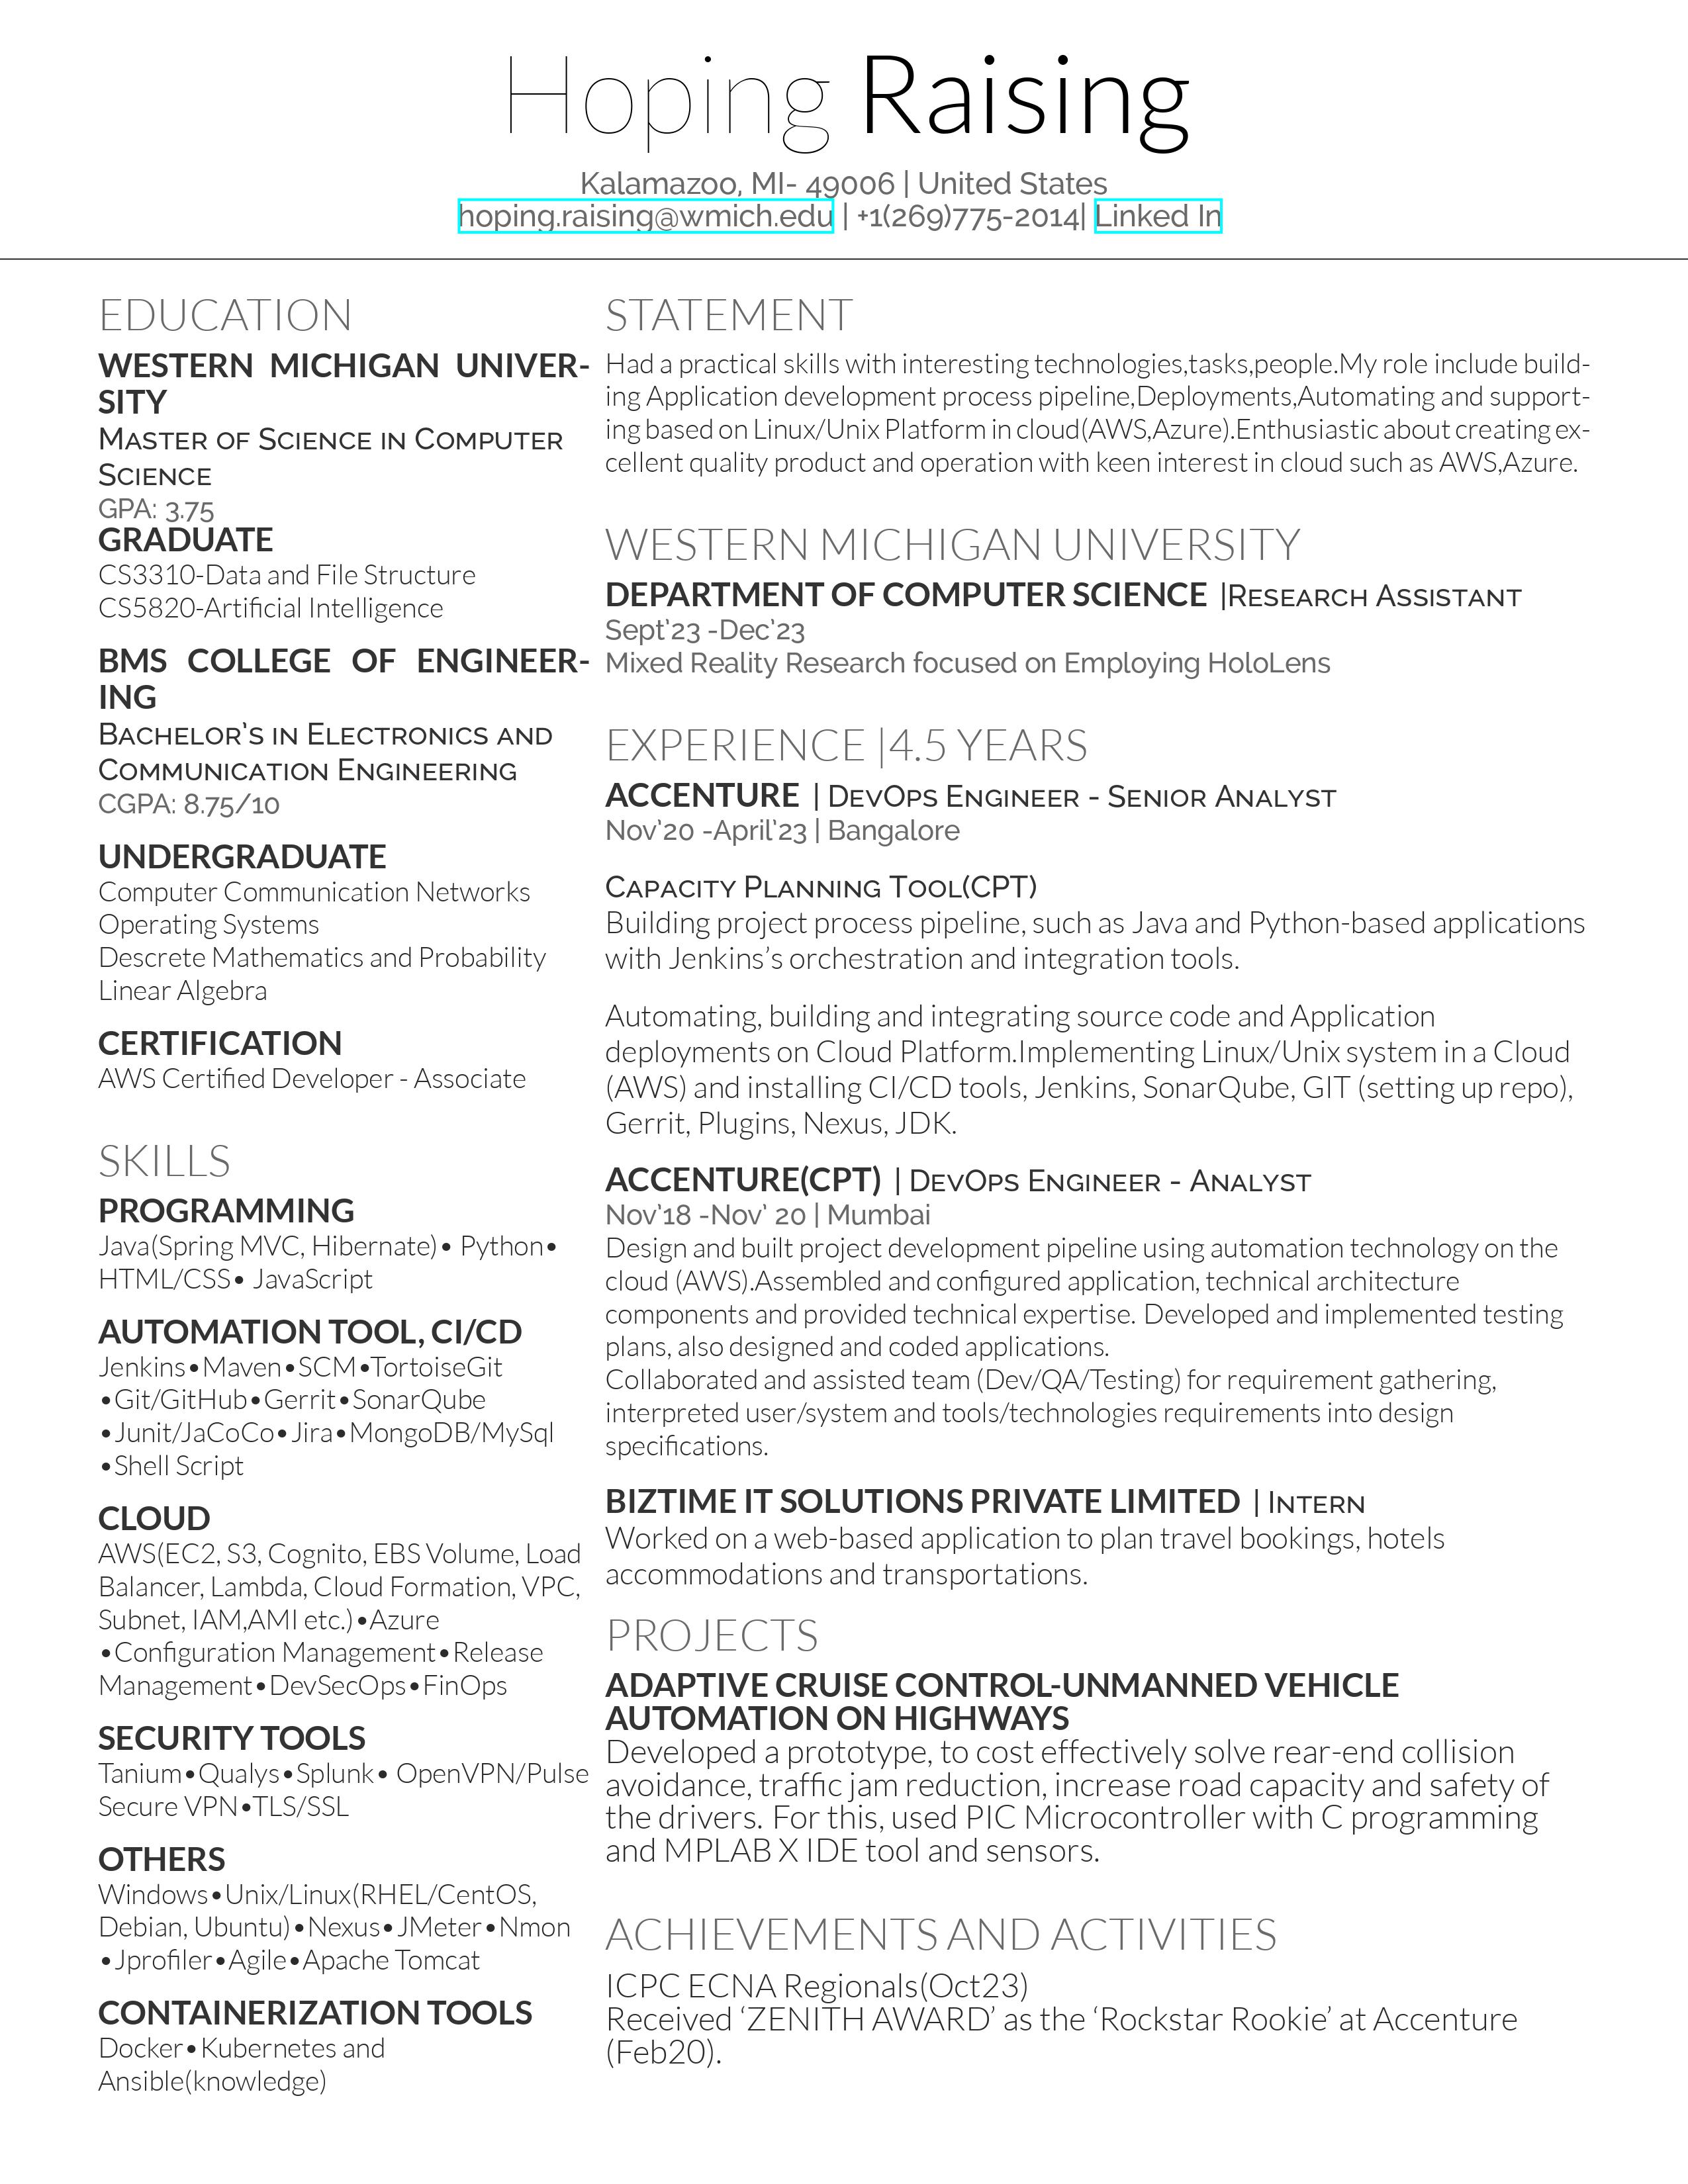 Hoping Raising
Kalamazoo, MI- 49006 | United States
hoping.raising@wmich.edu | +1(269)775-2014| Linked In
EDUCATION
WESTERN MICHIGAN UNIVER-
SITY
Master of Science in Computer
Science
GPA: 3.75
GRADUATE
CS3310-Data and File Structure
CS5820-Artificial Intelligence
BMS COLLEGE OF ENGINEER-
ING
Bachelor's in Electronics and
Communication Engineering
CGPA: 8.75/10
UNDERGRADUATE
Computer Communication Networks
Operating Systems
Descrete Mathematics and Probability
Linear Algebra
CERTIFICATION
AWS Certified Developer - Associate
SKILLS
PROGRAMMING
Java(Spring MVC, Hibernate)• Python•
HTML/CSS• JavaScript
AUTOMATION TOOL, CI/CD
Jenkins•Maven•SCM•TortoiseGit
•Git/GitHub•Gerrit•SonarQube
•Junit/JaCoCo•Jira•MongoDB/MySql
•Shell Script
CLOUD
AWS(EC2, S3, Cognito, EBS Volume, Load
Balancer, Lambda, Cloud Formation, VPC,
Subnet, IAM,AMI etc.)•Azure
•Configuration Management•Release
Management•DevSecOps•FinOps
SECURITY TOOLS
Tanium•Qualys•Splunk• OpenVPN/Pulse
Secure VPN•TLS/SSL
OTHERS
Windows•Unix/Linux(RHEL/CentOS,
Debian, Ubuntu)•Nexus•JMeter•Nmon
•Jprofiler•Agile•Apache Tomcat
CONTAINERIZATION TOOLS
Docker•Kubernetes and
Ansible(knowledge)
STATEMENT
Had a practical skills with interesting technologies,tasks,people.My role include build-
ing Application development process pipeline,Deployments,Automating and support-
ing based on Linux/Unix Platform in cloud(AWS,Azure).Enthusiastic about creating ex-
cellent quality product and operation with keen interest in cloud such as AWS,Azure.
WESTERN MICHIGAN UNIVERSITY
DEPARTMENT OF COMPUTER SCIENCE |Research Assistant
Sept'23 -Dec'23
Mixed Reality Research focused on Employing HoloLens
EXPERIENCE |4.5 YEARS
ACCENTURE | DevOps Engineer - Senior Analyst
Nov'20 -April'23 | Bangalore
Capacity Planning Tool(CPT)
Building project process pipeline, such as Java and Python-based applications
with Jenkins's orchestration and integration tools.
Automating, building and integrating source code and Application
deployments on Cloud Platform.Implementing Linux/Unix system in a Cloud
(AWS) and installing CI/CD tools, Jenkins, SonarQube, GIT (setting up repo),
Gerrit, Plugins, Nexus, JDK.
ACCENTURE(CPT) | DevOps Engineer - Analyst
Nov'18 -Nov' 20 | Mumbai
Design and built project development pipeline using automation technology on the
cloud (AWS).Assembled and configured application, technical architecture
components and provided technical expertise. Developed and implemented testing
plans, also designed and coded applications.
Collaborated and assisted team (Dev/QA/Testing) for requirement gathering,
interpreted user/system and tools/technologies requirements into design
specifications.
BIZTIME IT SOLUTIONS PRIVATE LIMITED | Intern
Worked on a web-based application to plan travel bookings, hotels
accommodations and transportations.
PROJECTS
ADAPTIVE CRUISE CONTROL-UNMANNED VEHICLE
AUTOMATION ON HIGHWAYS
Developed a prototype, to cost effectively solve rear-end collision
avoidance, traffic jam reduction, increase road capacity and safety of
the drivers. For this, used PIC Microcontroller with C programming
and MPLAB X IDE tool and sensors.
ACHIEVEMENTS AND ACTIVITIES
ICPC ECNA Regionals(Oct23)
Received 'ZENITH AWARD' as the 'Rockstar Rookie' at Accenture
(Feb20).